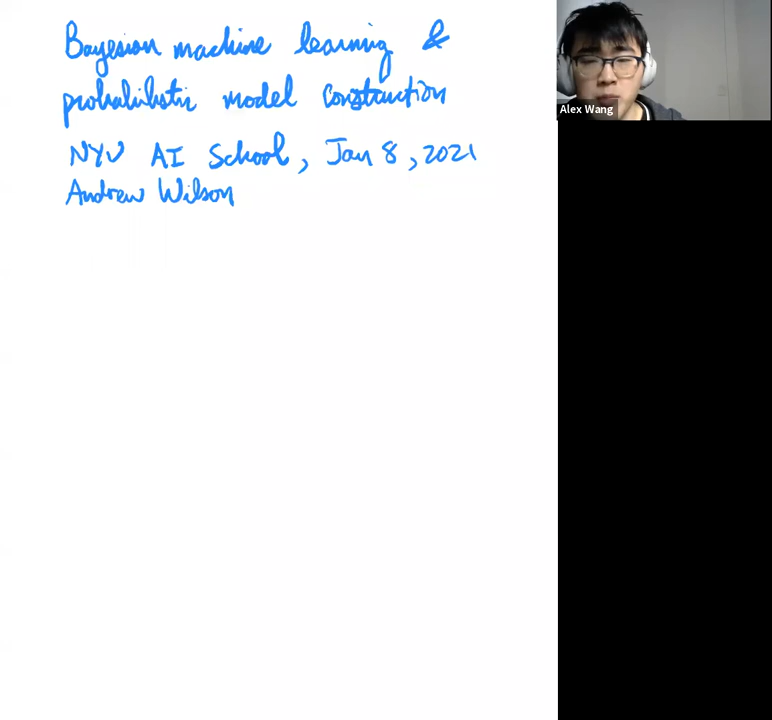 Bayesian machine learning &
probabilistic model construction
NYU AI School, Jan 8, 2021
Andrew Wilson
Alex Wang